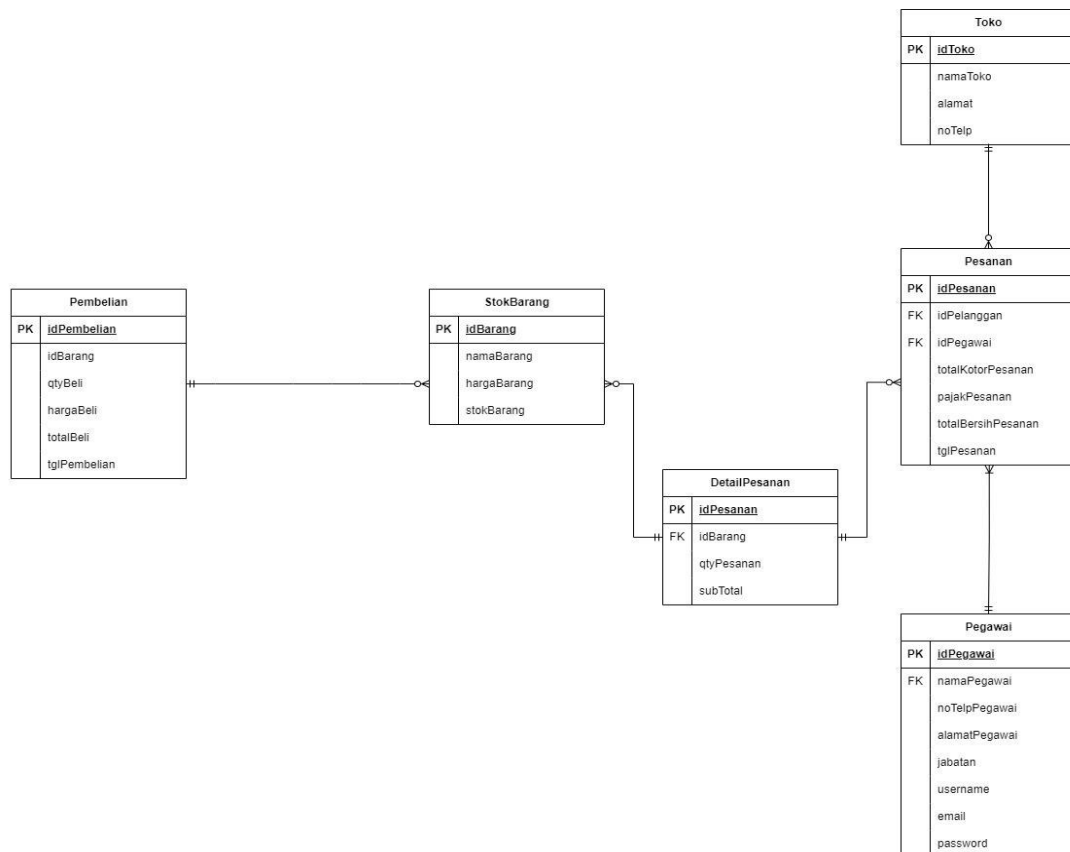 Toko
PK idToko
namaToko
alamat
noTelp
Pesanan
PK idPesanan
FK idPelanggan
FK idPegawai
totalKotorPesanan
pajakPesanan
totalBersihPesanan
tglPesanan
Pembelian
PK idPembelian
idBarang
qtyBeli
hargaBeli
totalBeli
tglPembelian
StokBarang
PK idBarang
namaBarang
hargaBarang
stokBarang
DetailPesanan
PK idPesanan
FK idBarang
qtyPesanan
subTotal
Pegawai
PK idPegawai
FK namaPegawai
noTelpPegawai
alamatPegawai
jabatan
username
email
password